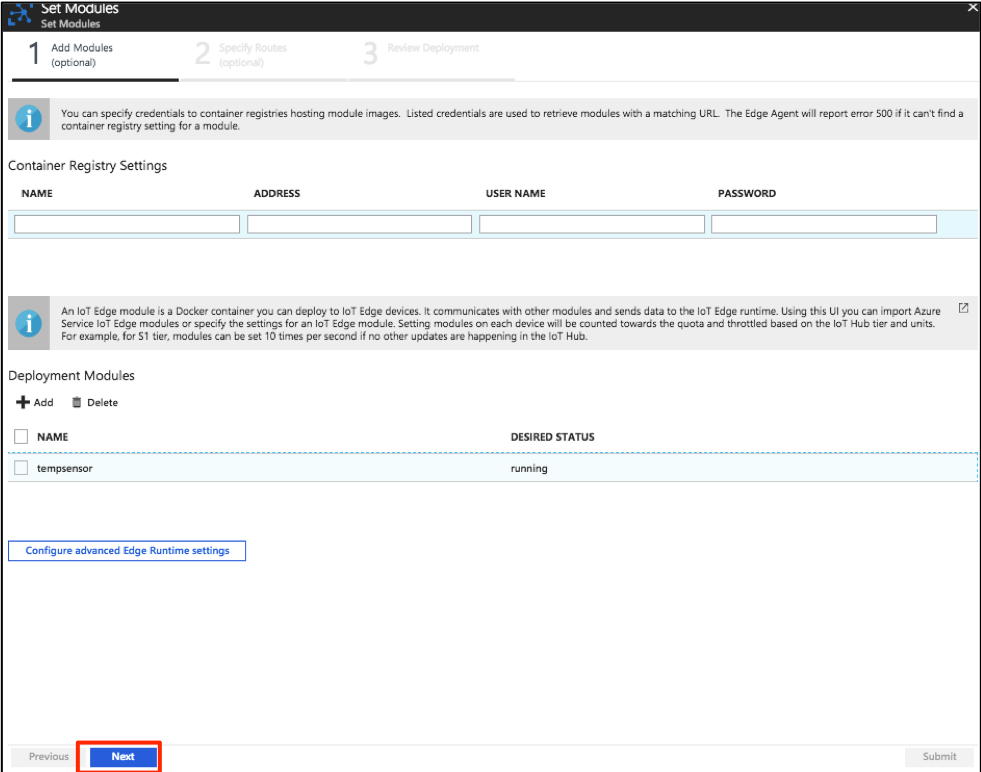 Set Modules
Set Modules
1 Add Modules
(optional)
2 Specify Routes
(optional)
3 Review Deployment
You can specify credentials to container registries hosting module images. Listed credentials are used to retrieve modules with a matching URL. The Edge Agent will report error 500 if it can't find a
container registry setting for a module.
Container Registry Settings
NAME ADDRESS USER NAME PASSWORD
An IoT Edge module is a Docker container you can deploy to IoT Edge devices. It communicates with other modules and sends data to the IoT Edge runtime. Using this UI you can import Azure
Service IoT Edge modules or specify the settings for an IoT Edge module. Setting modules on each device will be counted towards the quota and throttled based on the IoT Hub tier and units.
For example, for S1 tier, modules can be set 10 times per second if no other updates are happening in the IoT Hub.
Deployment Modules
Add Delete
NAME DESIRED STATUS
tempsensor running
Configure advanced Edge Runtime settings
Previous Next Submit